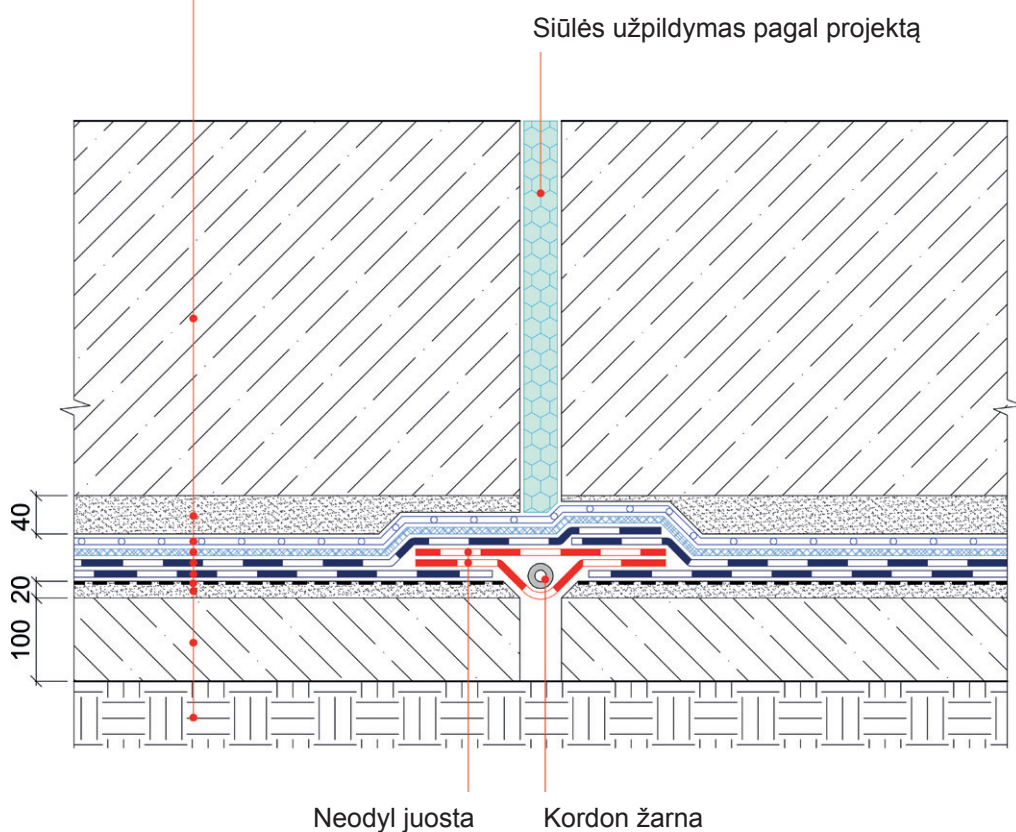 Siūlės užpildymas pagal projektą
40
20
100
Neodyl juosta
Kordon žarna